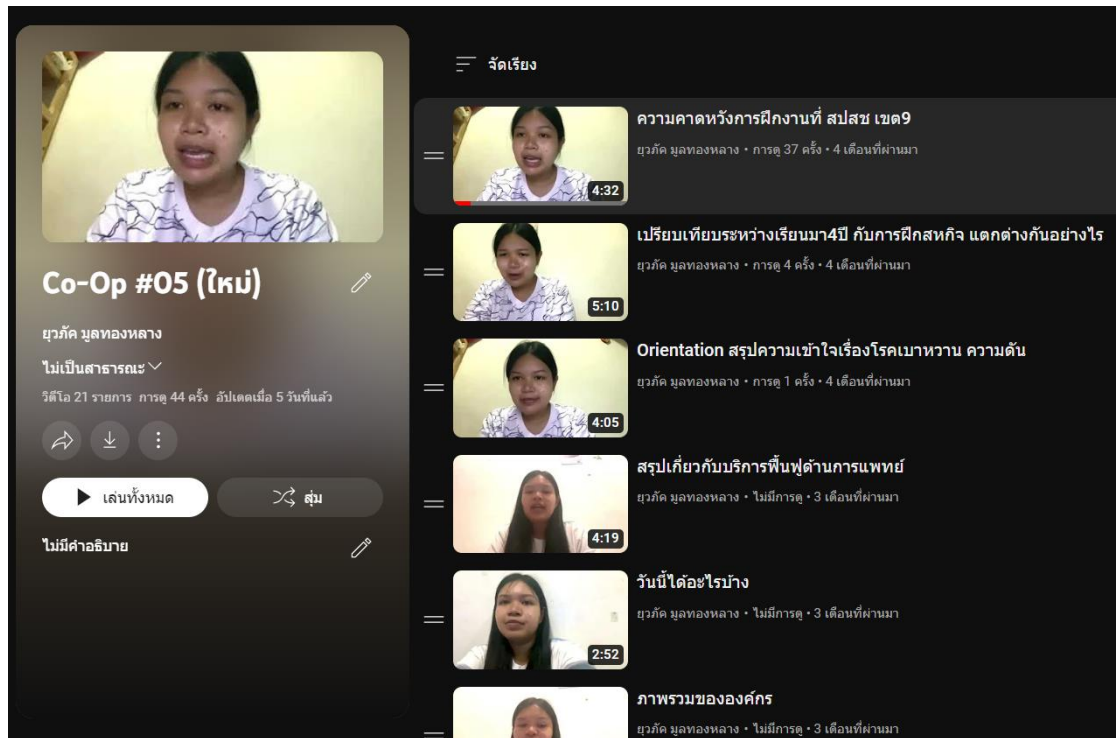 Co-Op #05 (ใหม่)
ยุวภัค มูลทองหลาง
ไม่เป็นสาธารณะ
วิดีโอ 21 รายการ การดู 44 ครั้ง อัปเดตเมื่อ 5 วันที่แล้ว
เล่นทั้งหมด
สุ่ม
ไม่มีคำอธิบาย
จัดเรียง
4:32
ความคาดหวังการฝึกงานที่ สปสช เขต9
ยุวภัค มูลทองหลาง • การดู 37 ครั้ง • 4 เดือนที่ผ่านมา
5:10
เปรียบเทียบระหว่างเรียนมา4ปี กับการฝึกสหกิจ แตกต่างกันอย่างไร
ยุวภัค มูลทองหลาง • การดู 4 ครั้ง • 4 เดือนที่ผ่านมา
4:05
Orientation สรุปความเข้าใจเรื่องโรคเบาหวาน ความดัน
ยุวภัค มูลทองหลาง • การดู 1 ครั้ง • 4 เดือนที่ผ่านมา
4:19
สรุปเกี่ยวกับบริการฟื้นฟูด้านการแพทย์
ยุวภัค มูลทองหลาง • ไม่มีการดู • 3 เดือนที่ผ่านมา
2:52
วันนี้ได้อะไรบ้าง
ยุวภัค มูลทองหลาง • ไม่มีการดู • 3 เดือนที่ผ่านมา
ภาพรวมขององค์กร
ยุวภัค มูลทองหลาง • ไม่มีการดู • 3 เดือนที่ผ่านมา